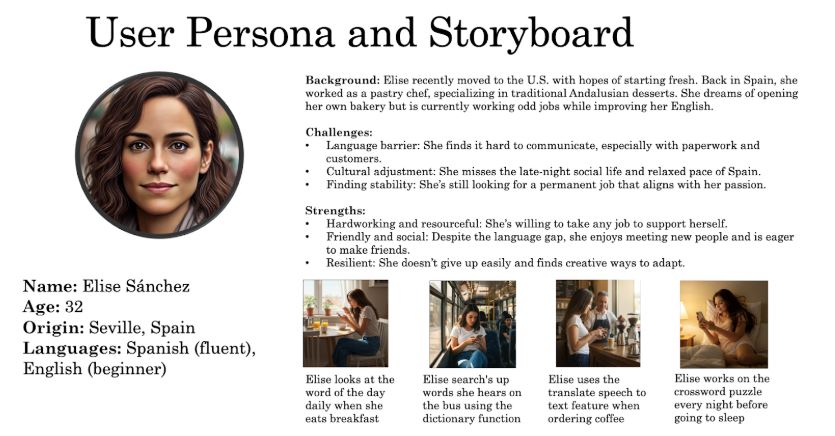 User Persona and Storyboard
Background: Elise recently moved to the U.S. with hopes of starting fresh. Back in Spain, she
worked as a pastry chef, specializing in traditional Andalusian desserts. She dreams of opening
her own bakery but is currently working odd jobs while improving her English.
Challenges:
• Language barrier: She finds it hard to communicate, especially with paperwork and
customers.
• Cultural adjustment: She misses the late-night social life and relaxed pace of Spain.
• Finding stability: She's still looking for a permanent job that aligns with her passion.
Strengths:
• Hardworking and resourceful: She's willing to take any job to support herself.
• Friendly and social: Despite the language gap, she enjoys meeting new people and is eager
to make friends.
• Resilient: She doesn't give up easily and finds creative ways to adapt.
Name: Elise Sánchez
Age: 32
Origin: Seville, Spain
Languages: Spanish (fluent),
English (beginner)
Elise looks at the
word of the day
daily when she
eats breakfast
Elise search's up
words she hears on
the bus using the
dictionary function
Elise uses the
translate speech to
text feature when
ordering coffee
Elise works on the
crossword puzzle
every night before
going to sleep